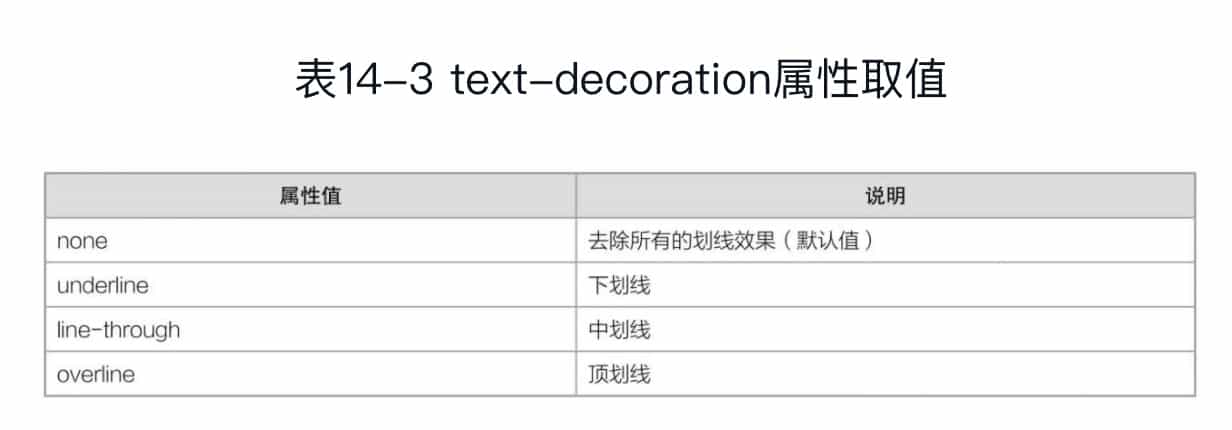 表14-3 text-decoration属性取值
属性值 说明
none 去除所有的划线效果（默认值）
underline 下划线
line-through 中划线
overline 顶划线